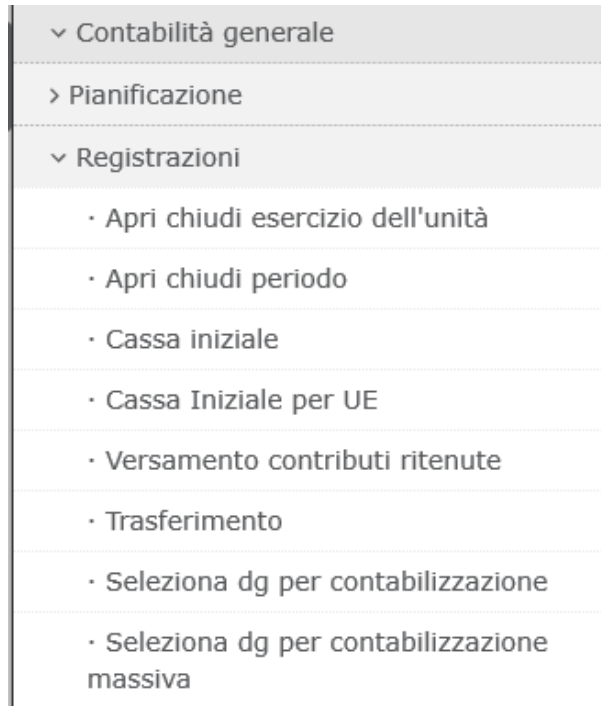 Contabilità generale
Pianificazione
Registrazioni
· Apri chiudi esercizio dell'unità
· Apri chiudi periodo
· Cassa iniziale
· Cassa Iniziale per UE
· Versamento contributi ritenute
· Trasferimento
· Seleziona dg per contabilizzazione
· Seleziona dg per contabilizzazione
massiva